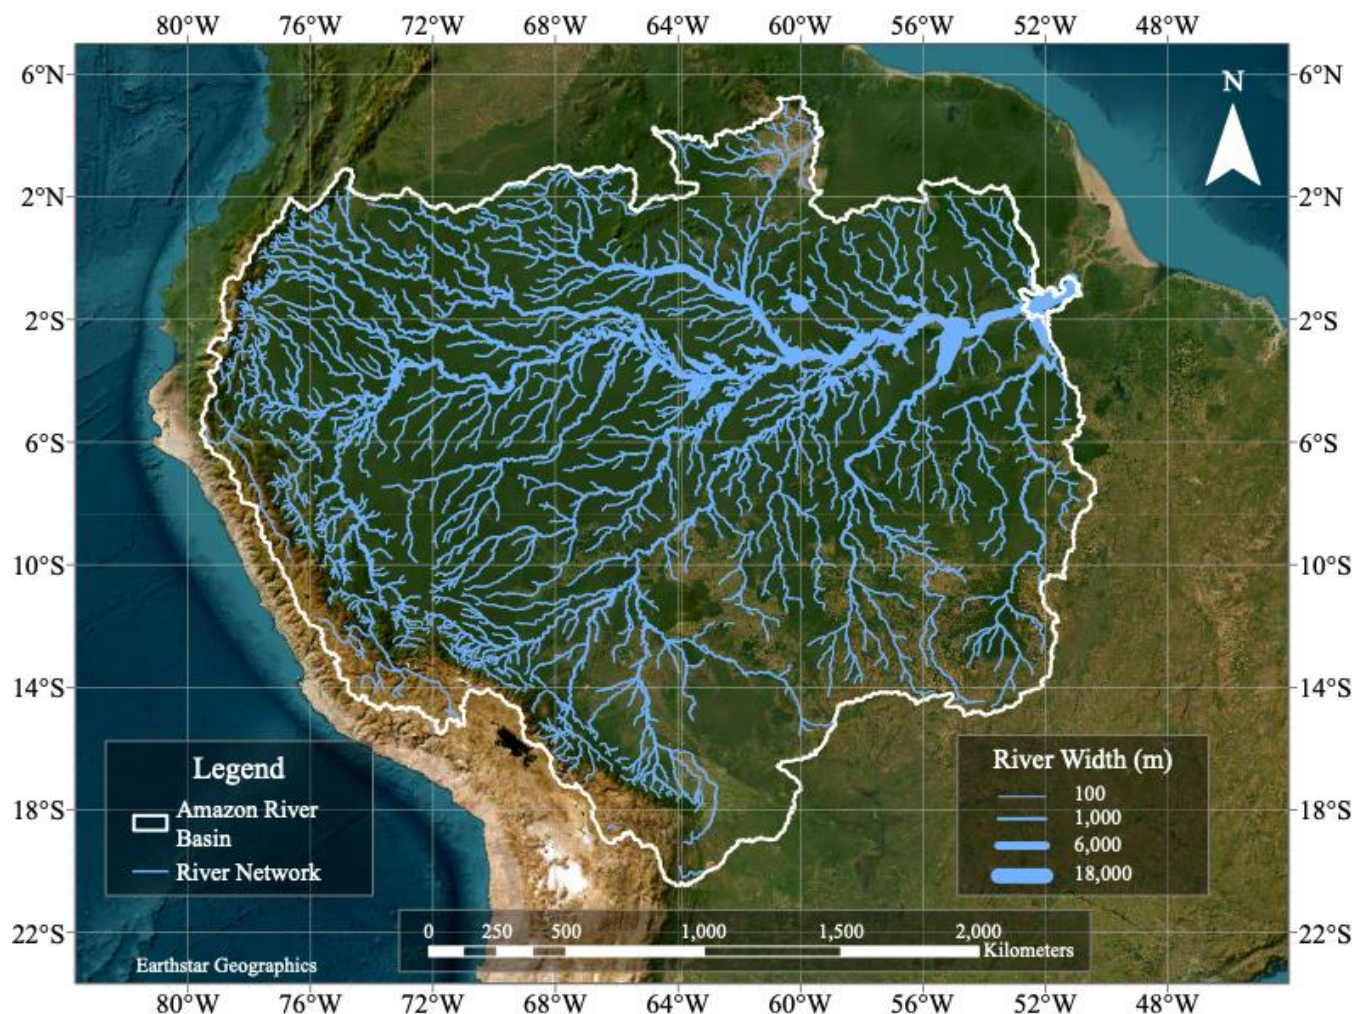 80°W 76°W 72°W 68°W 64°W 60°W 56°W 52°W 48°W
6°N 6°N
N
2°N 2°N
2°S 2°S
6°S 6°S
10°S 10°S
14°S 14°S
Legend
Amazon River
Basin
River Network
River Width (m)
100
1,000
6,000
18,000
18°S 18°S
0 250 500 1,000 1,500 2,000
Kilometers
22°S 22°S
Earthstar Geographics
80°W 76°W 72°W 68°W 64°W 60°W 56°W 52°W 48°W